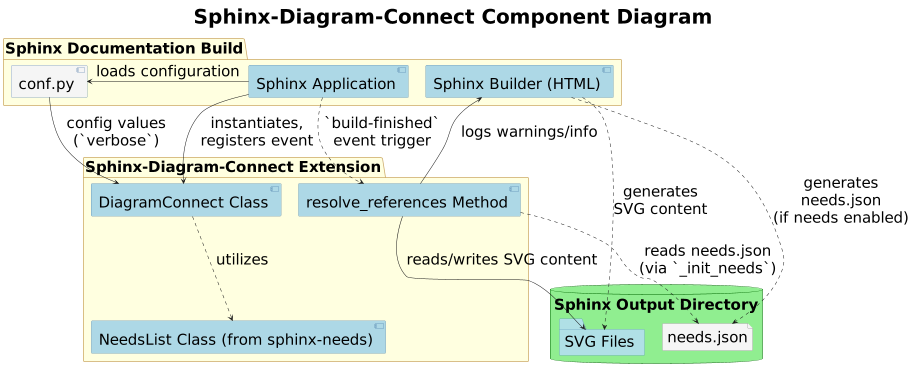 Sphinx-Diagram-Connect Component Diagram
Sphinx Documentation Build
conf.py
loads configuration
Sphinx Application
Sphinx Builder (HTML)
config values
(`verbose`)
instantiates,
registers event
`build-finished`
event trigger
logs warnings/info
Sphinx-Diagram-Connect Extension
DiagramConnect Class
resolve_references Method
generates
SVG content
generates
needs.json
(if needs enabled)
utilizes
reads/writes SVG content
reads needs.json
(via `_init_needs`)
Sphinx Output Directory
NeedsList Class (from sphinx-needs)
SVG Files
needs.json